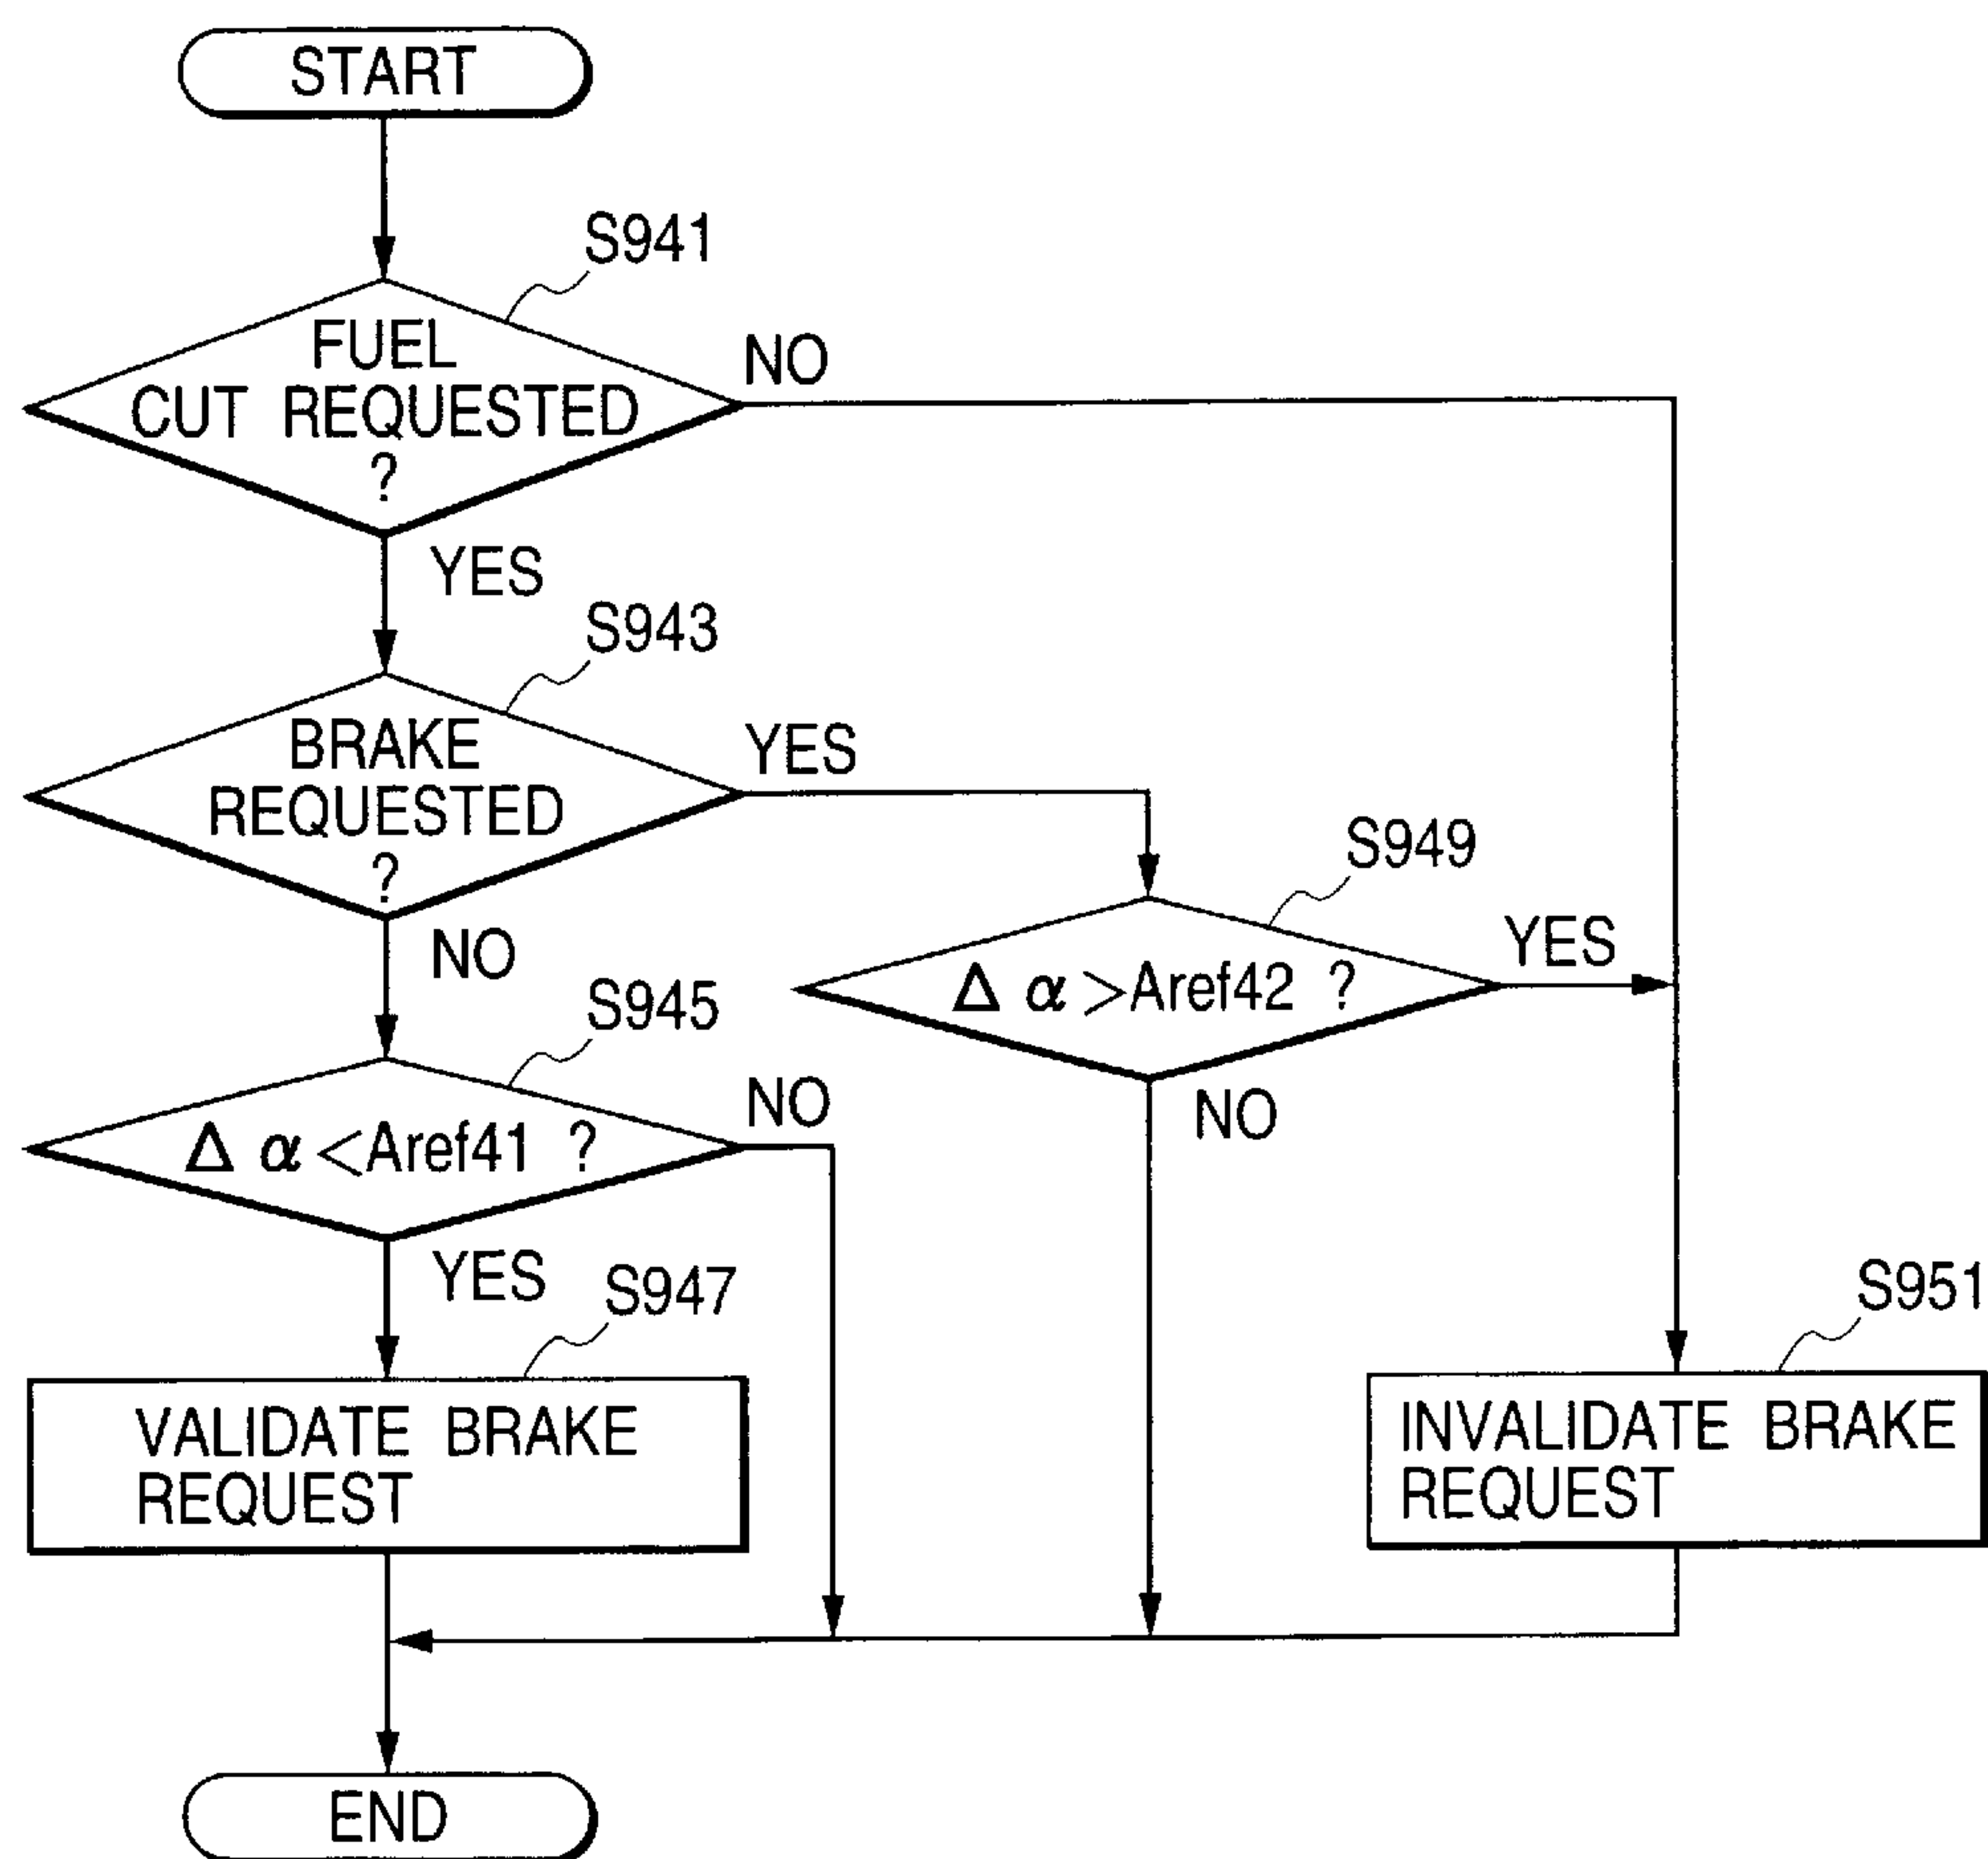 START
S941
FUEL
CUT REQUESTED
?
NO
YES
S943
BRAKE
REQUESTED
?
YES
NO
S949
Δ α >Aref42 ?
YES
NO
S945
Δ α <Aref41 ?
NO
YES
S947
VALIDATE BRAKE
REQUEST
S951
INVALIDATE BRAKE
REQUEST
END